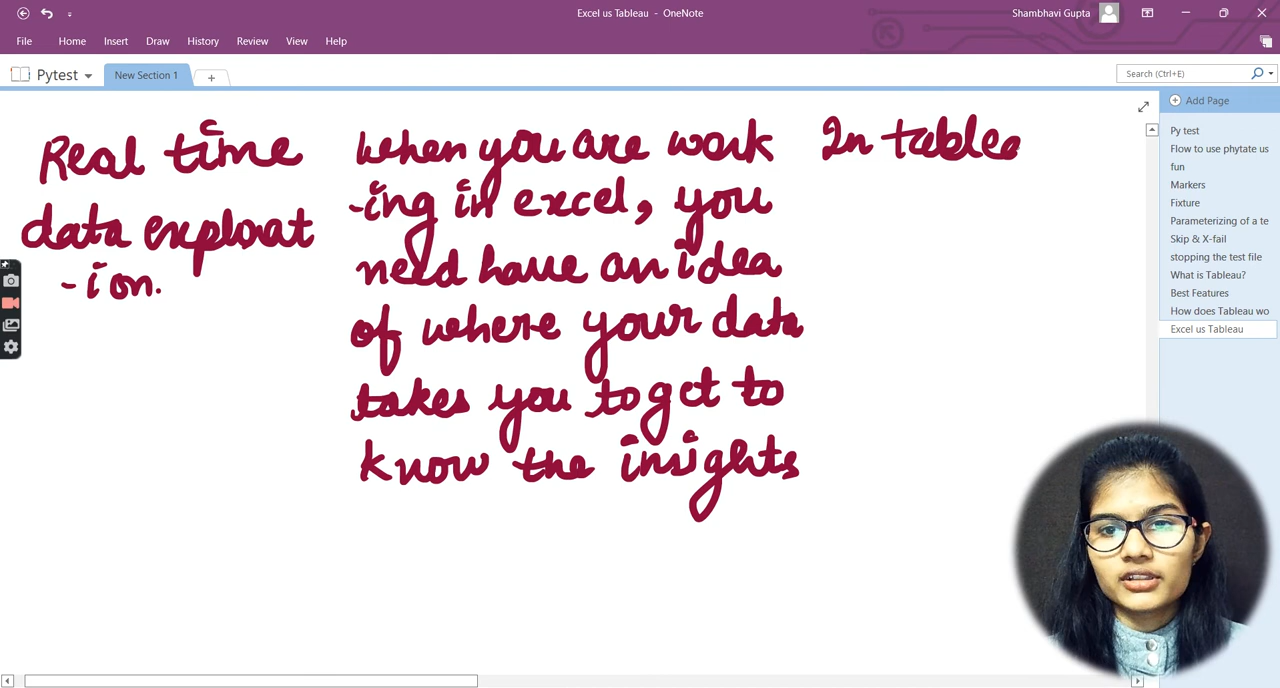 Excel us Tableau - OneNote
Shambhavi Gupta
File Home Insert Draw History Review View Help
Pytest
New Section 1
+
Search (Ctrl+E)
Add Page
Py test
Flow to use phytate us
fun
Markers
Fixture
Parameterizing of a te
Skip & X-fail
stopping the test file
What is Tableau?
Best Features
How does Tableau wo
Excel us Tableau
Real time
data explorat
-ion.
When you are work
-ing in excel, you
need have an idea
of where your data
takes you to get to
know the insights
In tablea